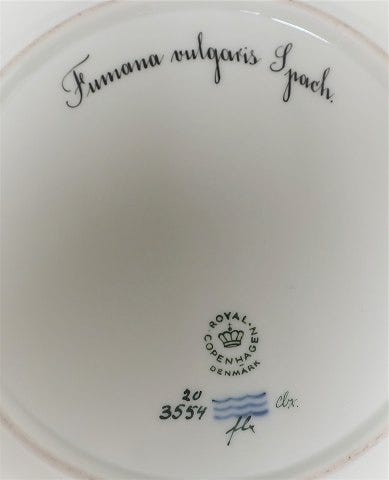 Fumana vulgaris Spach.
ROYAL
COPENHAGEN
DENMARK
20
3554